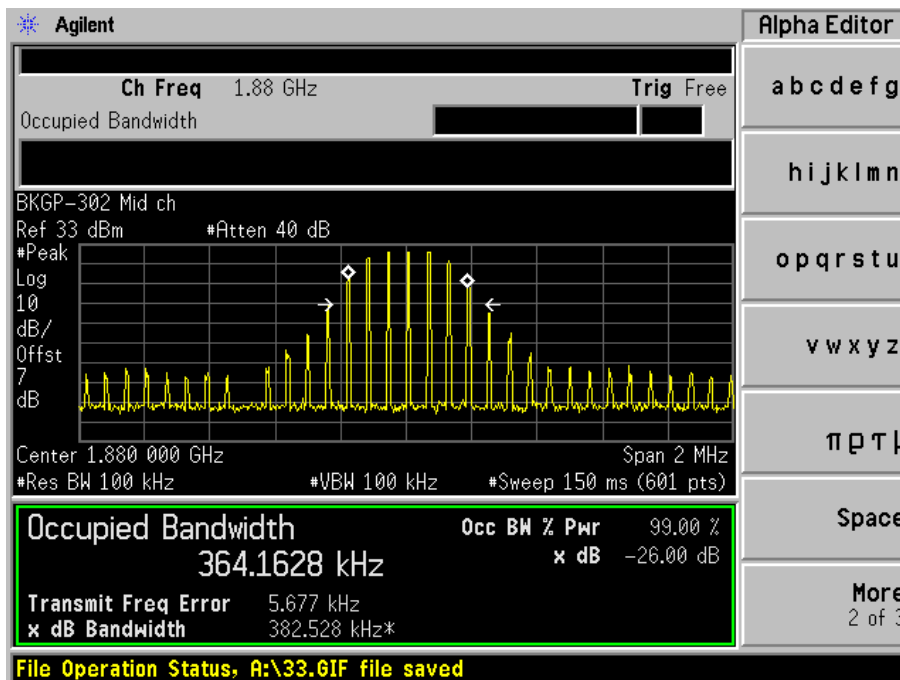 Agilent
Alpha Editor
Ch Freq 1.88 GHz Trig Free
Occupied Bandwidth
BKGP-302 Mid ch
Ref 33 dBm #Atten 40 dB
#Peak
Log
10
dB/
Offst
7
dB
Center 1.880 000 GHz Span 2 MHz
#Res BW 100 kHz #VBW 100 kHz #Sweep 150 ms (601 pts)
Occupied Bandwidth Occ BW % Pwr 99.00 %
364.1628 kHz x dB -26.00 dB
Transmit Freq Error 5.677 kHz
x dB Bandwidth 382.528 kHz*
File Operation Status, A:\33.GIF file saved
a b c d e f g
h i j k l m n
o p q r s t u
v w x y z
Space
More
2 of 3